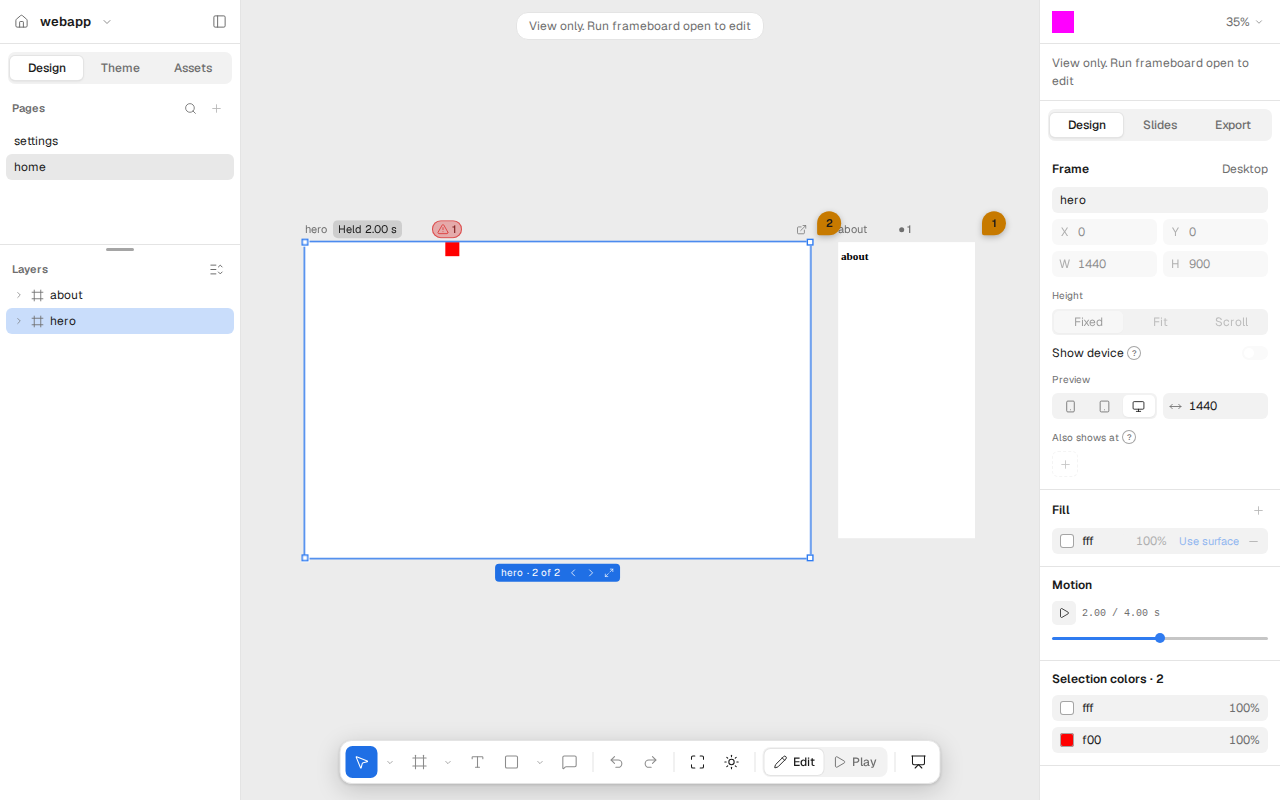 webapp
View only. Run frameboard open to edit
35%
View only. Run frameboard open to
edit
Design
Theme
Assets
Design
Slides
Export
Pages
settings
home
Frame
Desktop
hero
X 0
Y 0
W 1440
H 900
hero
Held 2.00 s
1
2
about
1
1
about
Layers
about
hero
Height
Fixed
Fit
Scroll
Show device ?
Preview
1440
Also shows at ?
Fill
fff
100%
Use surface
hero · 2 of 2
Motion
2.00 / 4.00 s
Selection colors · 2
fff
100%
f00
100%
Edit
Play